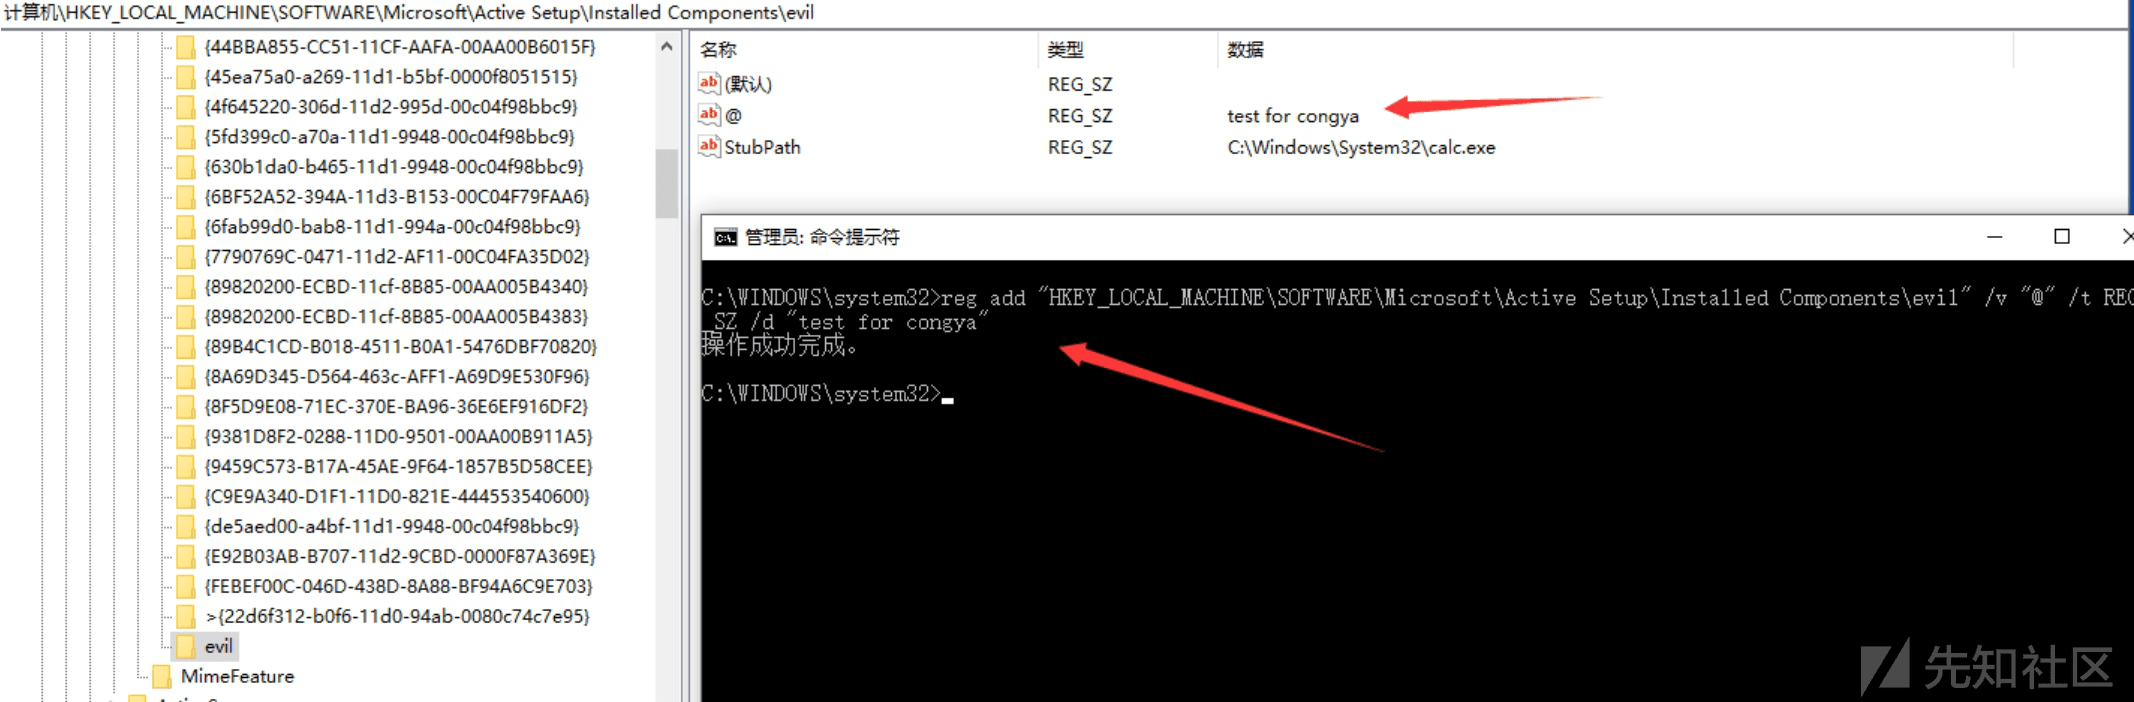 计算机\HKEY_LOCAL_MACHINE\SOFTWARE\Microsoft\Active Setup\Installed Components\evil
{44BBA855-CC51-11CF-AAFA-00AA00B6015F}
{45ea75a0-a269-11d1-b5bf-0000f8051515}
{4f645220-306d-11d2-995d-00c04f98bbc9}
{5fd399c0-a70a-11d1-9948-00c04f98bbc9}
{630b1da0-b465-11d1-9948-00c04f98bbc9}
{6BF52A52-394A-11d3-B153-00C04F79FAA6}
{6fab99d0-bab8-11d1-994a-00c04f98bbc9}
{7790769C-0471-11d2-AF11-00C04FA35D02}
{89820200-ECBD-11cf-8B85-00AA005B4340}
{89820200-ECBD-11cf-8B85-00AA005B4383}
{89B4C1CD-B018-4511-B0A1-5476DBF70820}
{8A69D345-D564-463c-AFF1-A69D9E530F96}
{8F5D9E08-71EC-370E-BA96-36E6EF916DF2}
{9381D8F2-0288-11D0-9501-00AA00B911A5}
{9459C573-B17A-45AE-9F64-1857B5D58CEE}
{C9E9A340-D1F1-11D0-821E-444553540600}
{de5aed00-a4bf-11d1-9948-00c04f98bbc9}
{E92B03AB-B707-11d2-9CBD-0000F87A369E}
{FEBEF00C-046D-438D-8A88-BF94A6C9E703}
>{22d6f312-b0f6-11d0-94ab-0080c74c7e95}
evil
MimeFeature
名称 类型 数据
(默认) REG_SZ
@ REG_SZ test for congya
StubPath REG_SZ C:\Windows\System32\calc.exe
管理员: 命令提示符
C:\WINDOWS\system32>reg add "HKEY_LOCAL_MACHINE\SOFTWARE\Microsoft\Active Setup\Installed Components\evil" /v "@" /t REG
_SZ /d "test for congya"
操作成功完成。
C:\WINDOWS\system32>
先知社区